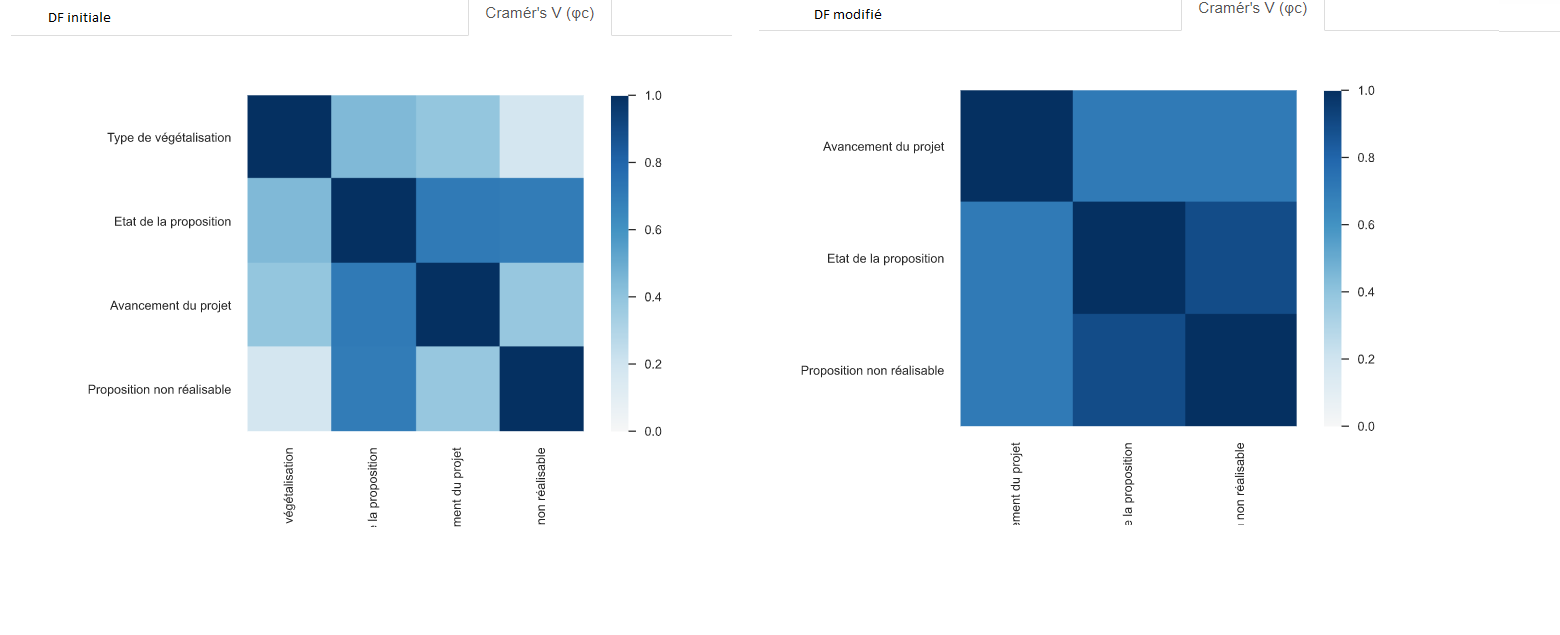 DF initiale
Cramér's V (φc)
Type de végétalisation
Etat de la proposition
Avancement du projet
Proposition non réalisable
1.0
0.8
0.6
0.4
0.2
0.0
végétalisation
la proposition
ment du projet
non réalisable
DF modifié
Cramér's V (φc)
Avancement du projet
Etat de la proposition
Proposition non réalisable
1.0
0.8
0.6
0.4
0.2
0.0
ement du projet
e la proposition
non réalisable